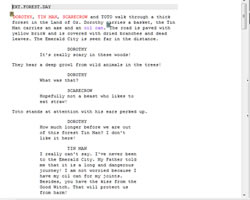 EXT.FOREST.DAY
DOROTHY, TIN MAN, SCARECROW and TOTO walk through a thick
forest in the Land of Oz. Dorothy carries a basket, the Tin
Man carries an axe and an oil can. The road is paved with
yellow brick and is covered with dried branches and dead
leaves. The Emerald City is seen far in the distance.
DOROTHY
It's really scary in these woods!
They hear a deep growl from wild animals in the trees!
DOROTHY
What was that?
SCARECROW
Hopefully not a beast who likes to
eat straw!
Toto stands at attention with his ears perked up.
DOROTHY
How much longer before we are out
of this forest Tin Man? I don't
like it here!
TIN MAN
I really can't say. I've never been
to the Emerald City. My Father told
me that it is a long and dangerous
journey! I am not worried because I
have my oil can for my joints.
Besides, you have the Kiss from the
Good Witch. That will protect us
from harm!